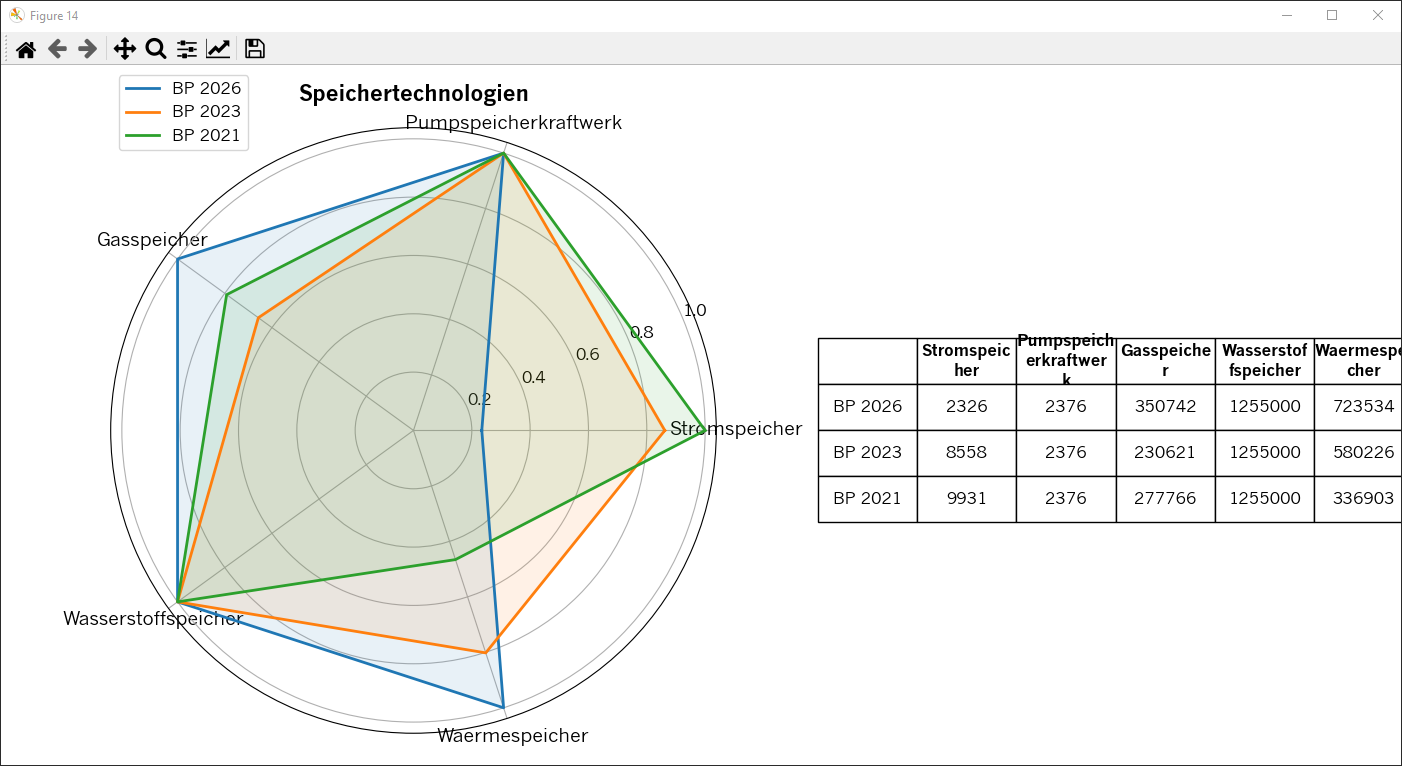 Figure 14
BP 2026
BP 2023
BP 2021
Speichertechnologien
Pumpspeicherkraftwerk
Gasspeicher
1.0
0.8
0.6
0.4
0.2
Stromspeicher
Wasserstoffspeicher
Waermespeicher
Stromspeic
her
Pumpspeich
erkraftwer
k
Gasspeiche
r
Wasserstof
fspeicher
Waermespe
cher
BP 2026 2326 2376 350742 1255000 723534
BP 2023 8558 2376 230621 1255000 580226
BP 2021 9931 2376 277766 1255000 336903